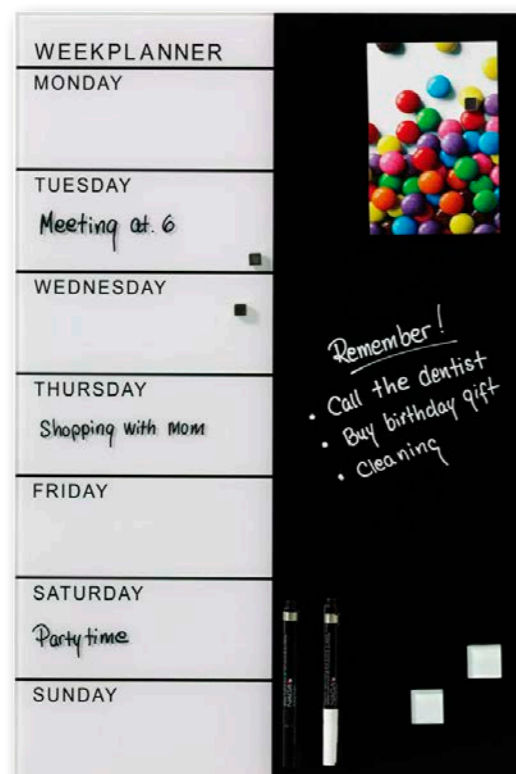 WEEKPLANNER
MONDAY
TUESDAY
Meeting at. 6
WEDNESDAY
THURSDAY
Shopping with Mom
FRIDAY
SATURDAY
Party time
SUNDAY
Remember!
• Call the dentist
• Buy birthday gift
• Cleaning